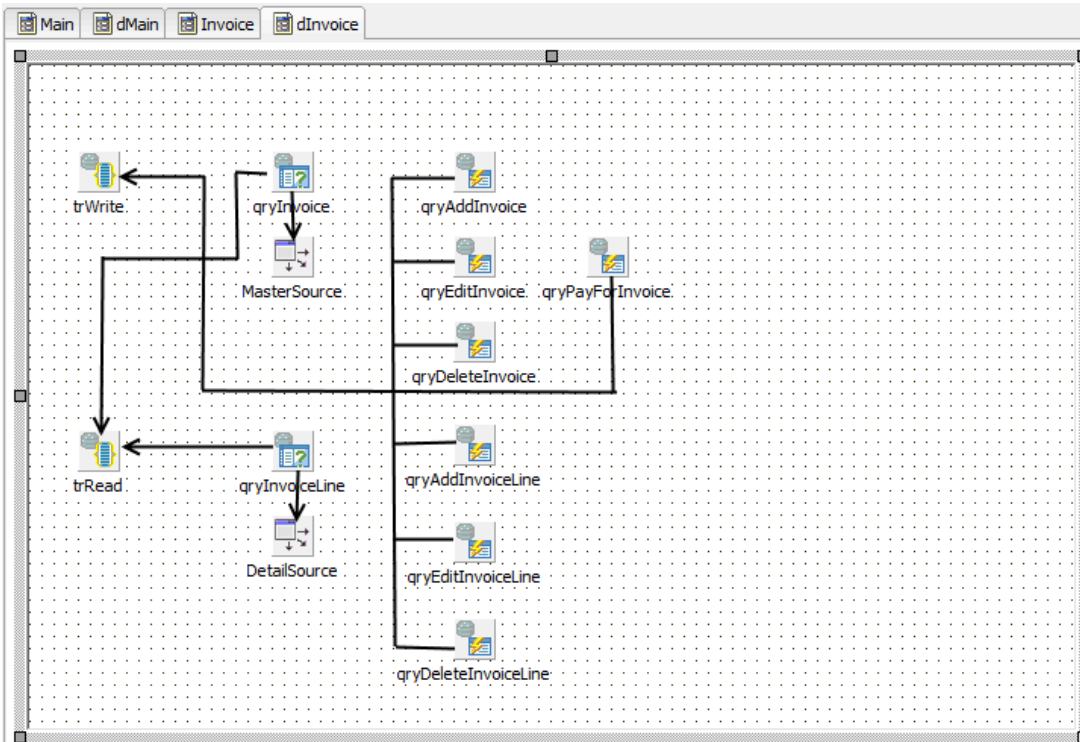 Main dMain Invoice dInvoice
trWrite qryInvoice qryAddInvoice
MasterSource qryEditInvoice qryPayForInvoice
qryDeleteInvoice
trRead qryInvoiceLine qryAddInvoiceLine
DetailSource qryEditInvoiceLine
qryDeleteInvoiceLine